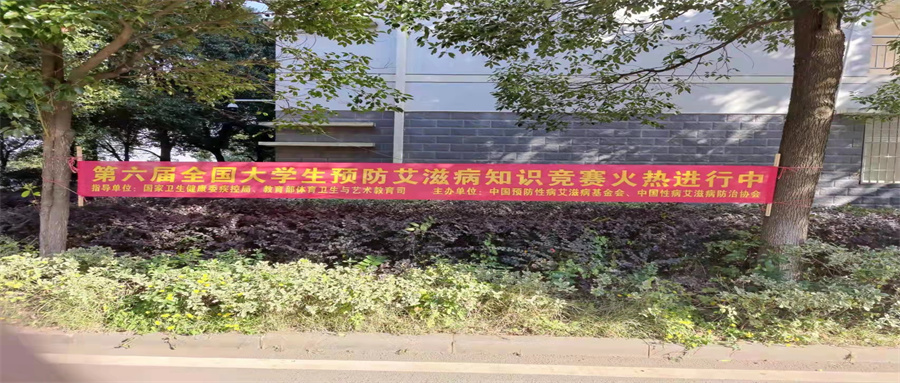 第六届全国大学生预防艾滋病知识竞赛火热进行中
指导单位：国家卫生健康委疾控局、教育部体育卫生与艺术教育司 主办单位：中国预防性病艾滋病基金会、中国性病艾滋病防治协会